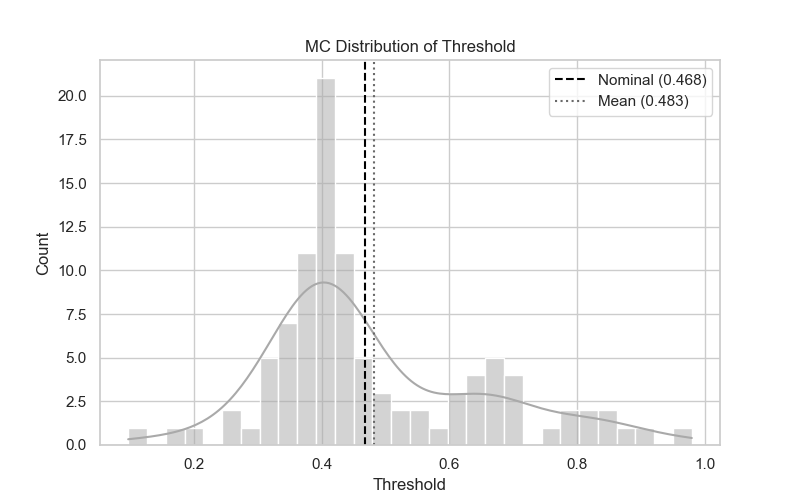 MC Distribution of Threshold
Nominal (0.468)
Mean (0.483)
Count
20.0
17.5
15.0
12.5
10.0
7.5
5.0
2.5
0.0
0.2 0.4 0.6 0.8 1.0
Threshold